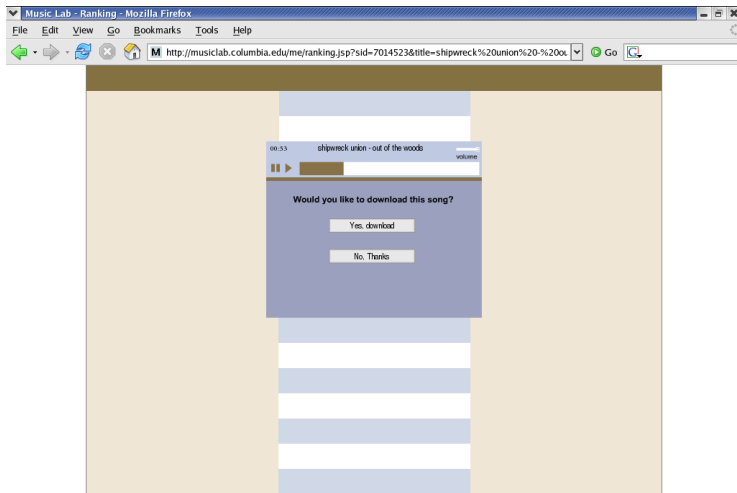 Music Lab - Ranking - Mozilla Firefox
File Edit View Go Bookmarks Tools Help
M http://musiclab.columbia.edu/me/ranking.jsp?sid=7014523&title=shipwreck%20union%20-%20ou Go G
00:53 shipwreck union - out of the woods
volume
Would you like to download this song?
Yes, download
No, Thanks